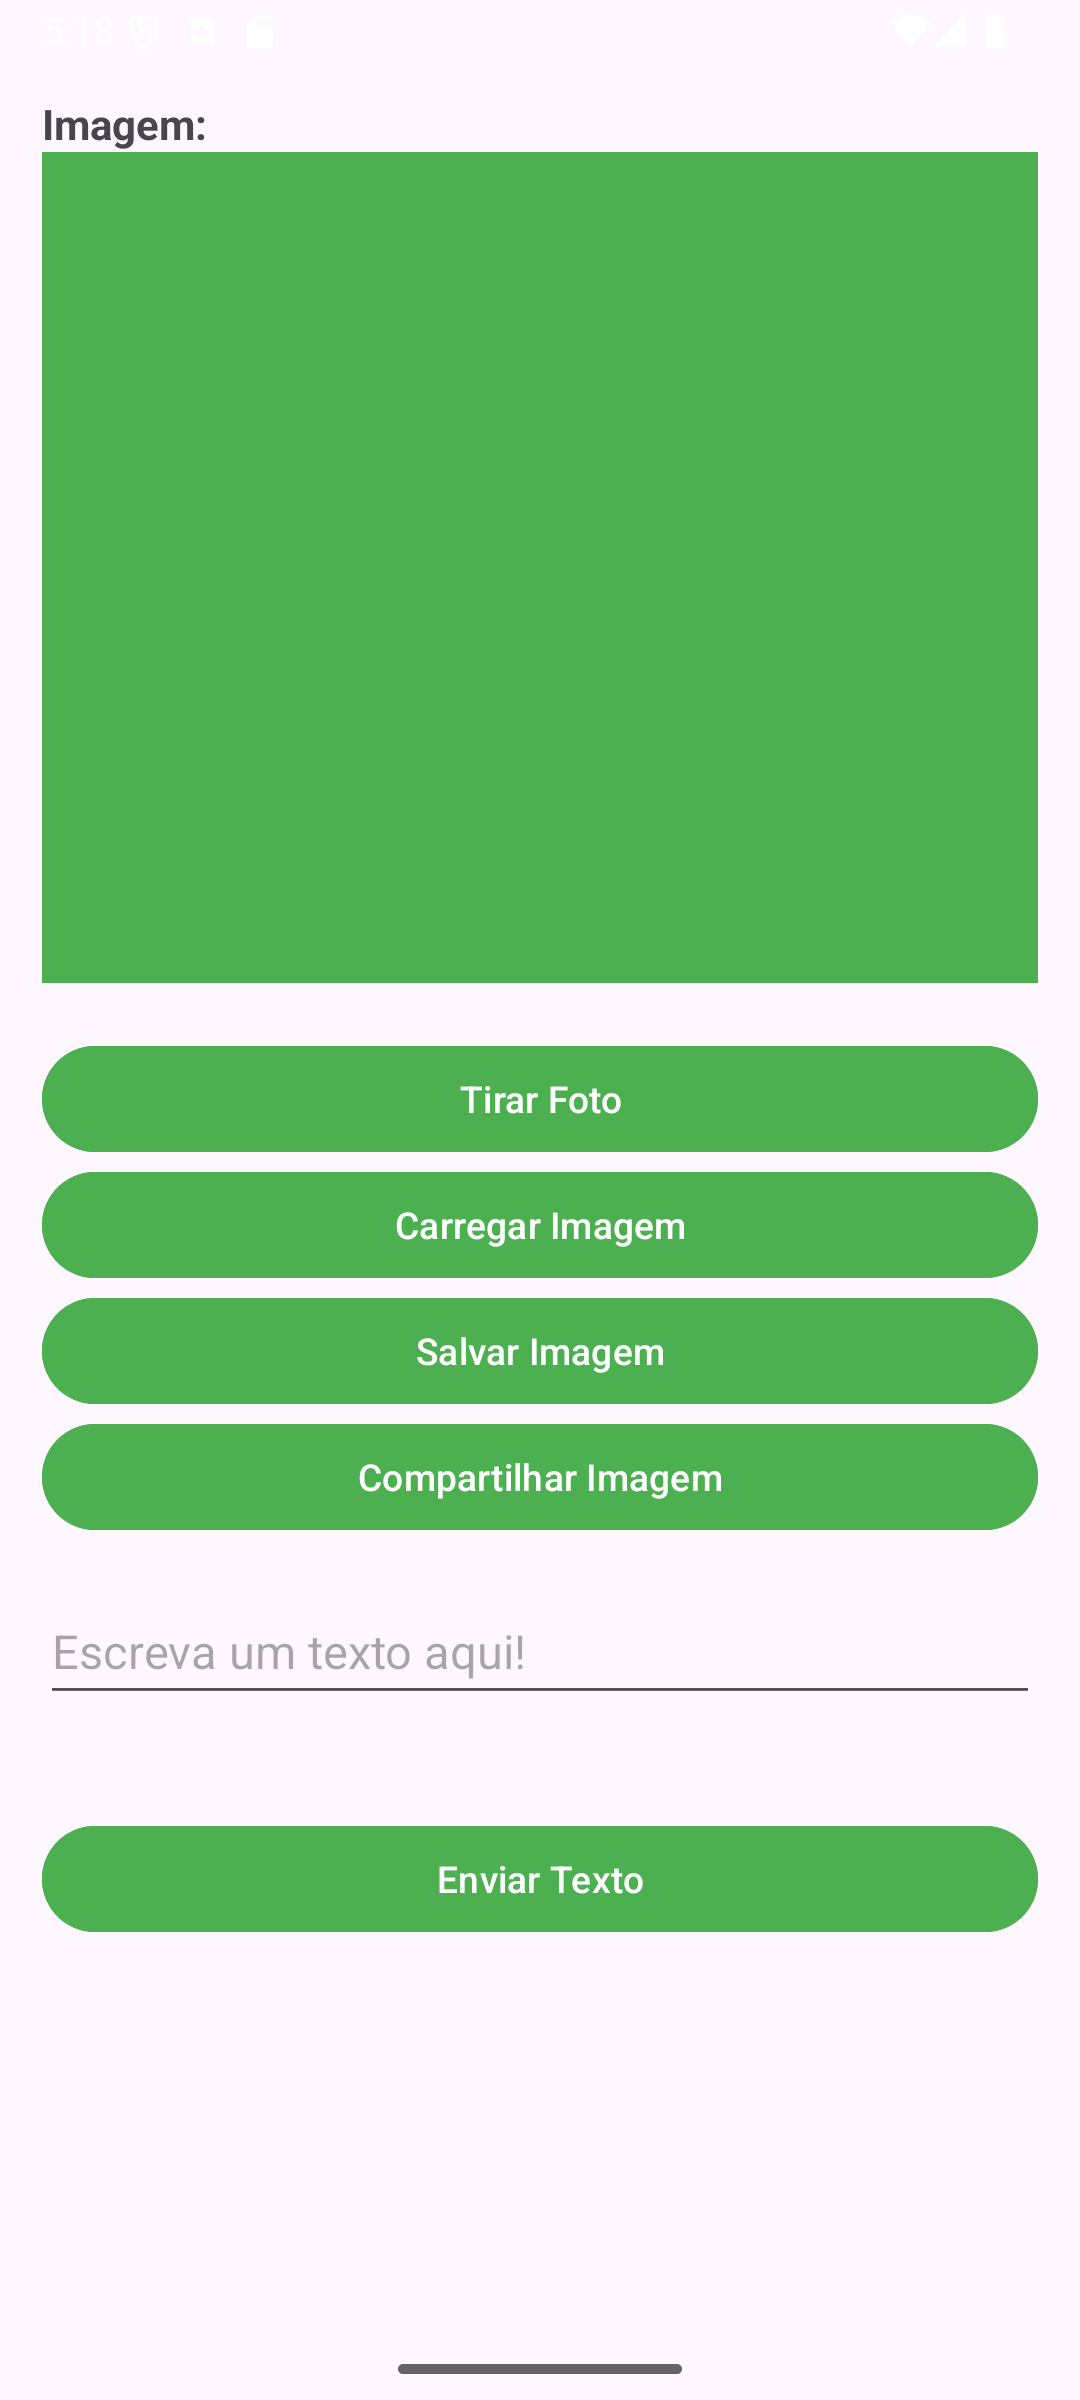 5:18
Imagem:
Tirar Foto
Carregar Imagem
Salvar Imagem
Compartilhar Imagem
Escreva um texto aqui!
Enviar Texto